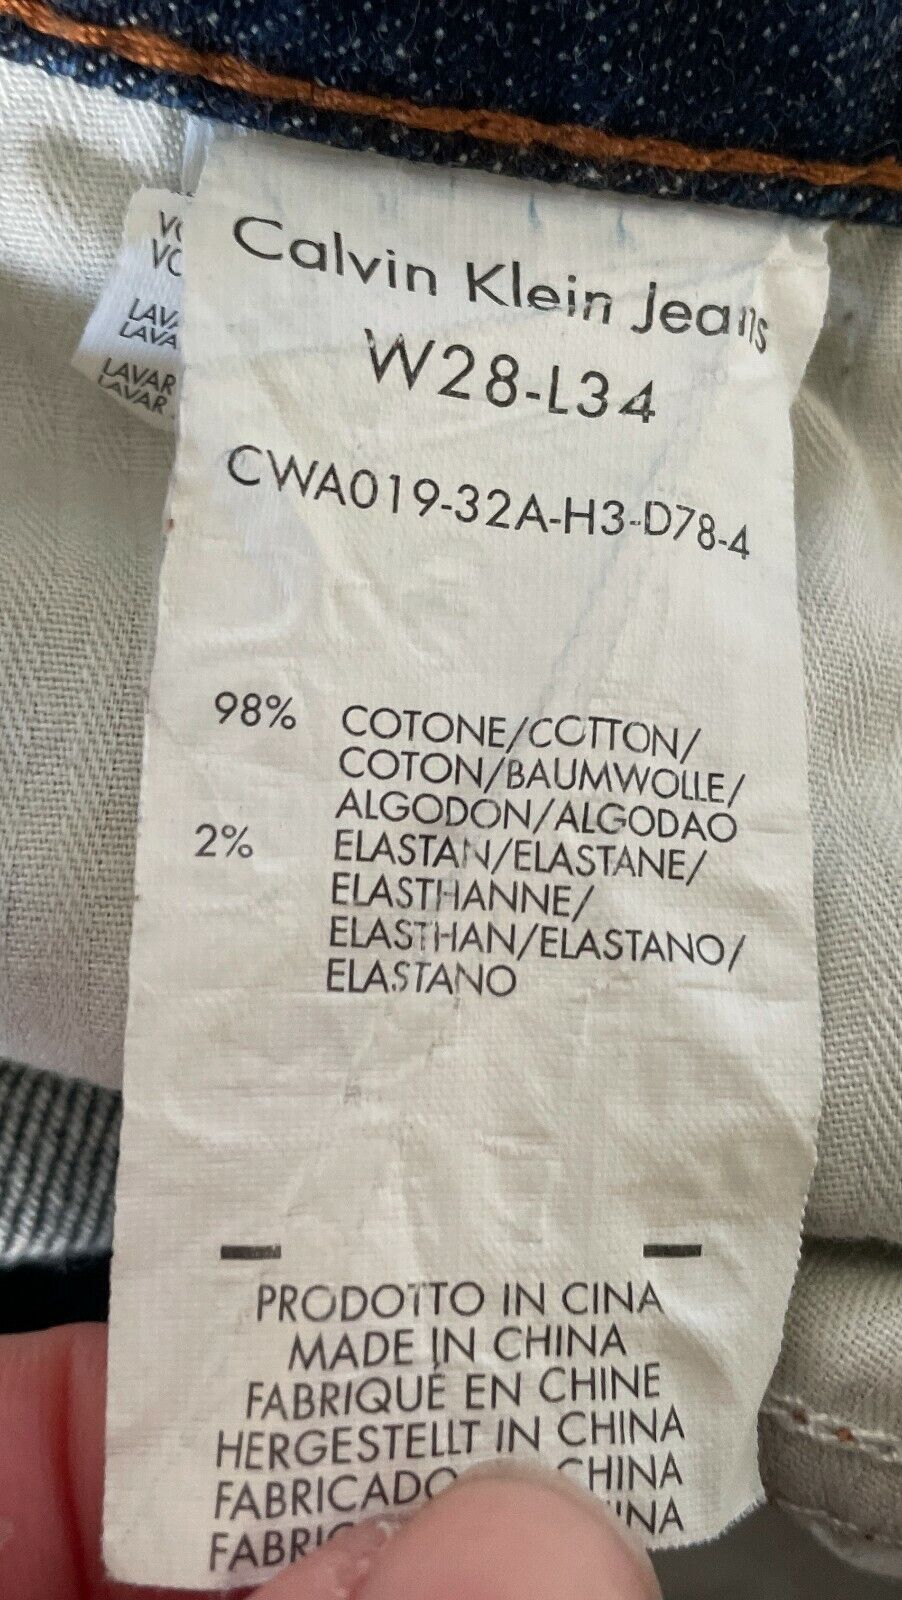 Calvin Klein Jeans
W28-L34
CWA019-32A-H3-D78-4
98% COTONE/COTTON/
COTON/BAUMWOLLE/
ALGODON/ALGODAO
2% ELASTAN/ELASTANE/
ELASTHANNE/
ELASTHAN/ELASTANO/
ELASTANO
PRODOTTO IN CINA
MADE IN CHINA
FABRIQUÉ EN CHINE
HERGESTELLT IN CHINA
FABRICADO CHINA
LAVAR
LAVAR